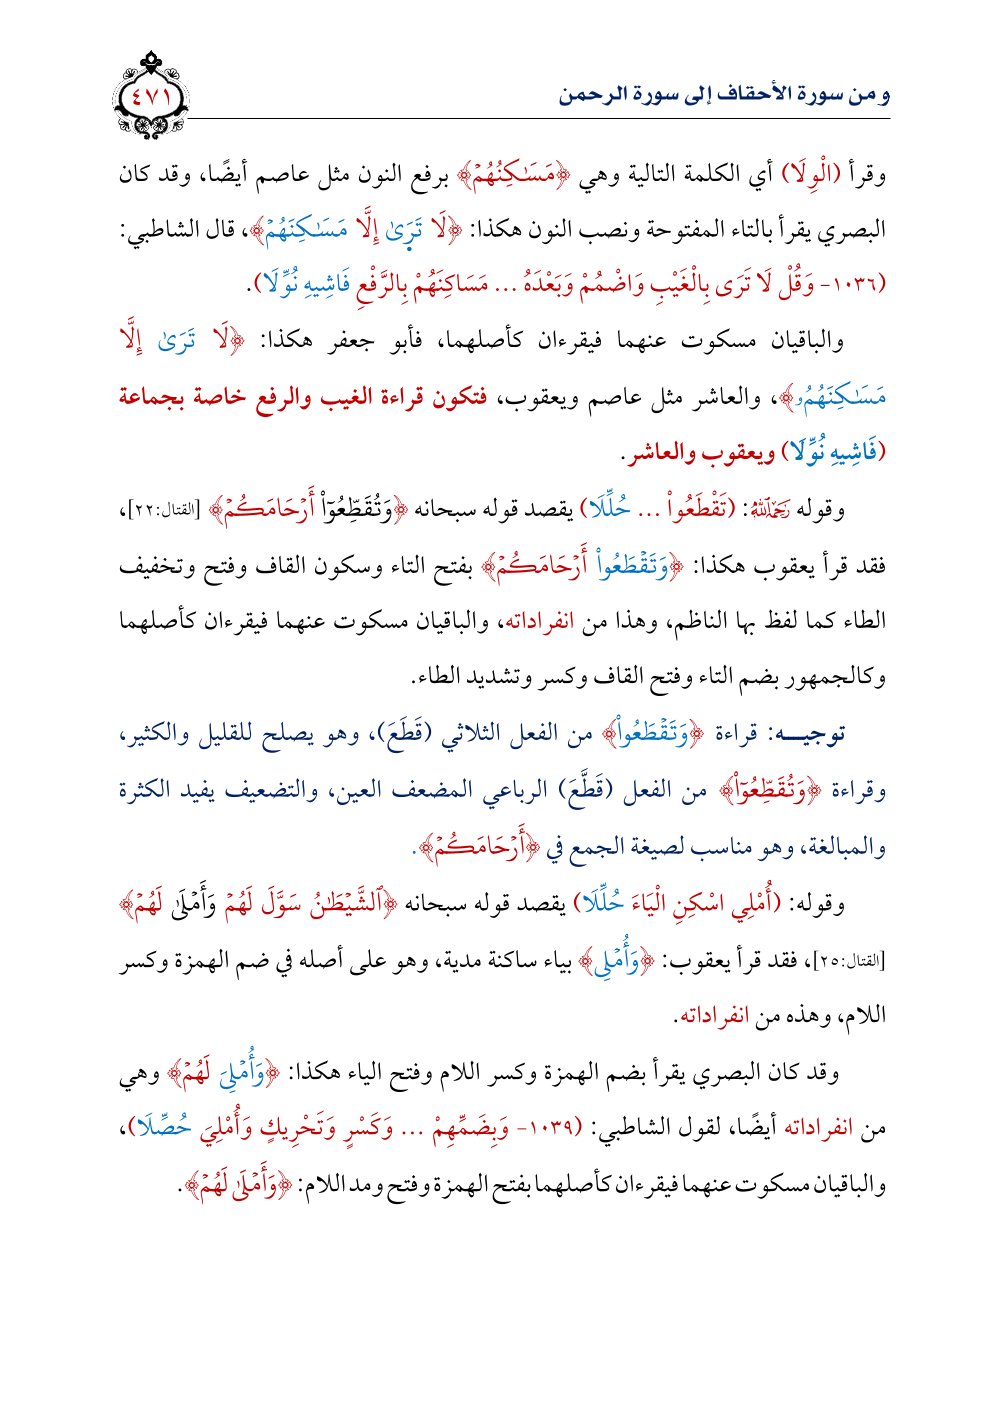 ومن سورة الأحقاف إلى سورة الرحمن
٤٧١
وقرأ (الْوِلَا) أي الكلمة التالية وهي ﴿مَسَٰكِنُهُمْ﴾ برفع النون مثل عاصم أيضًا، وقد كان
البصري يقرأ بالتاء المفتوحة ونصب النون هكذا: ﴿لَا تَرَىٰ إِلَّا مَسَٰكِنَهُمْ﴾، قال الشاطبي:
(١٠٣٦- وَقُلْ لَا تَرَى بِالْغَيْبِ وَاضْمُمْ وَبَعْدَهُ ... مَسَاكِنَهُمْ بِالرَّفْعِ فَاشِيهِ نُوِّلَا).
والباقيان مسكوت عنهما فيقرءان كأصلهما، فأبو جعفر هكذا: ﴿لَا تَرَىٰ إِلَّا
مَسَٰكِنَهُمُۥ﴾، والعاشر مثل عاصم ويعقوب، فتكون قراءة الغيب والرفع خاصة بجماعة
(فَاشِيهِ نُوِّلَا) ويعقوب والعاشر.
وقوله رَحِمَهُ ٱللَّهُ: (تَقْطَعُواْ ... حُلِّلَا) يقصد قوله سبحانه ﴿وَتُقَطِّعُوٓاْ أَرْحَامَكُمْ﴾ [القتال:٢٢]،
فقد قرأ يعقوب هكذا: ﴿وَتَقْطَعُواْ أَرْحَامَكُمْ﴾ بفتح التاء وسكون القاف وفتح وتخفيف
الطاء كما لفظ بها الناظم، وهذا من انفراداته، والباقيان مسكوت عنهما فيقرءان كأصلهما
وكالجمهور بضم التاء وفتح القاف وكسر وتشديد الطاء.
توجيـــه: قراءة ﴿وَتَقْطَعُواْ﴾ من الفعل الثلاثي (قَطَعَ)، وهو يصلح للقليل والكثير،
وقراءة ﴿وَتُقَطِّعُوٓاْ﴾ من الفعل (قَطَّعَ) الرباعي المضعف العين، والتضعيف يفيد الكثرة
والمبالغة، وهو مناسب لصيغة الجمع في ﴿أَرْحَامَكُمْ﴾.
وقوله: (أُمْلِي اسْكِنِ الْيَاءَ حُلِّلَا) يقصد قوله سبحانه ﴿ٱلشَّيْطَٰنُ سَوَّلَ لَهُمْ وَأَمْلَىٰ لَهُمْ﴾
[القتال:٢٥]، فقد قرأ يعقوب: ﴿وَأُمْلِي﴾ بياء ساكنة مدية، وهو على أصله في ضم الهمزة وكسر
اللام، وهذه من انفراداته.
وقد كان البصري يقرأ بضم الهمزة وكسر اللام وفتح الياء هكذا: ﴿وَأُمْلِيَ لَهُمْ﴾ وهي
من انفراداته أيضًا، لقول الشاطبي: (١٠٣٩- وَبِضَمِّهِمْ ... وَكَسْرٍ وَتَحْرِيكٍ وَأُمْلِيَ حُصِّلَا)،
والباقيان مسكوت عنهما فيقرءان كأصلهما بفتح الهمزة وفتح ومد اللام: ﴿وَأَمْلَىٰ لَهُمْ﴾.